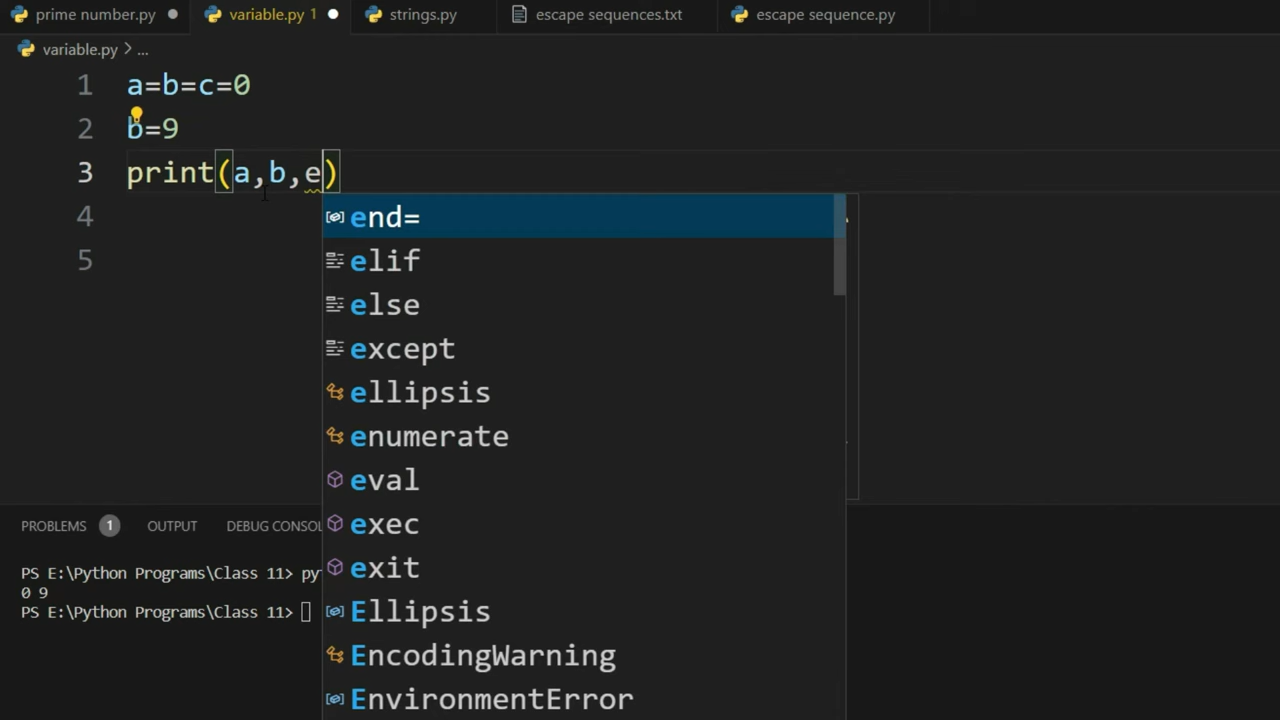 prime number.py variable.py 1 strings.py escape sequences.txt escape sequence.py
variable.py > ...
1 a=b=c=0
2 b=9
3 print(a,b,e)
4
5
end=
elif
else
except
ellipsis
enumerate
eval
exec
exit
Ellipsis
EncodingWarning
EnvironmentError
PROBLEMS 1 OUTPUT DEBUG CONSOL
PS E:\Python Programs\Class 11> py
0 9
PS E:\Python Programs\Class 11>